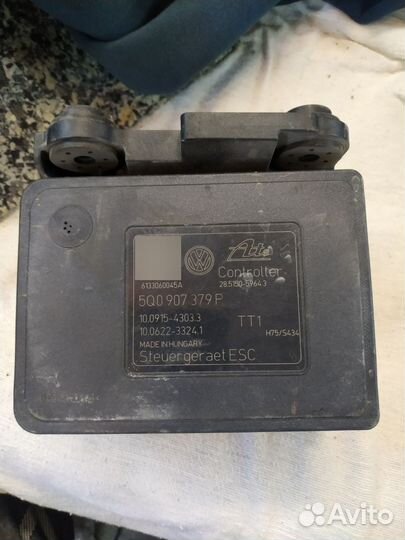 Ate
Controller
6133060045A
28.5150-5964.3
5Q0 907 379 P
10.0915-4303.3
TT1
10.0622-3324.1
H75/S434
MADE IN HUNGARY
Steuergeraet ESC
Avito